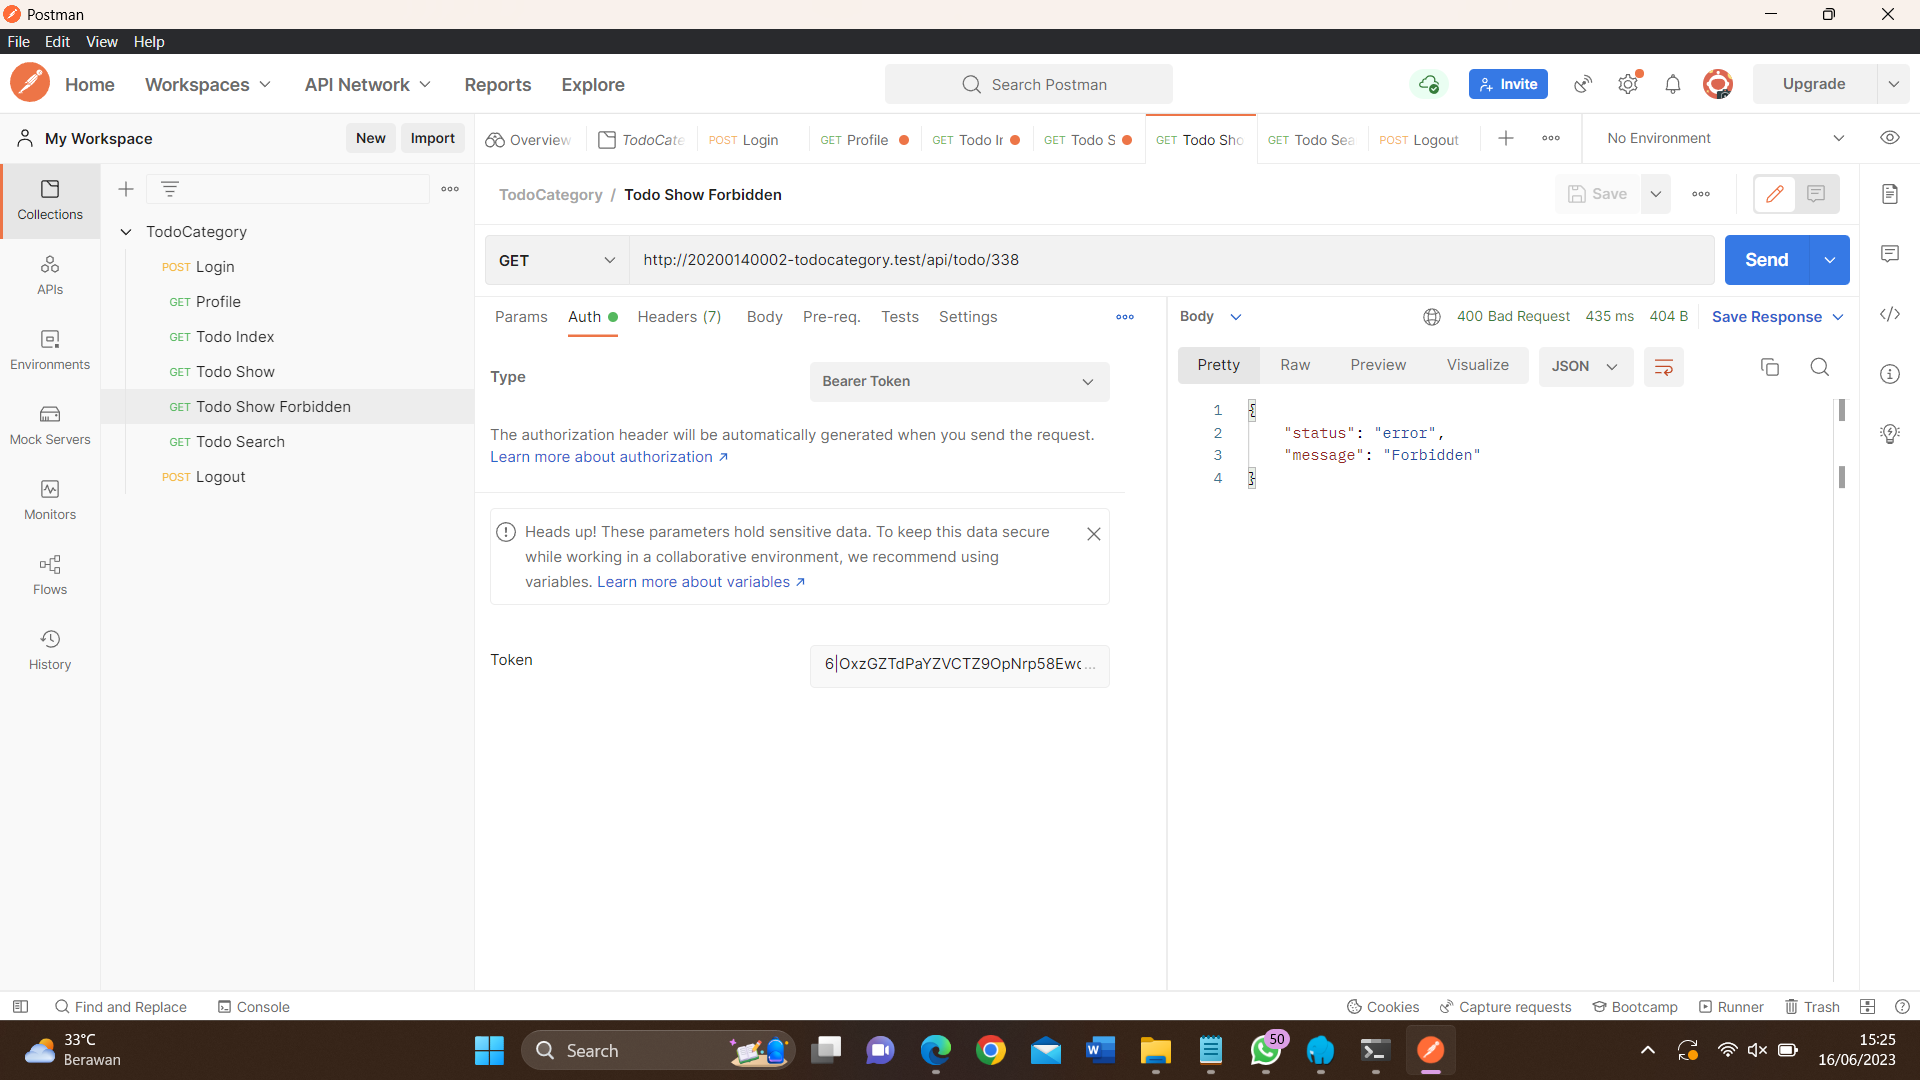 Postman
File Edit View Help
Home Workspaces API Network Reports Explore Search Postman Invite Upgrade
My Workspace New Import Overview TodoCate POST Login GET Profile GET Todo Ir GET Todo S GET Todo Sho GET Todo Sea POST Logout No Environment
Collections
APIs
Environments
Mock Servers
Monitors
Flows
History
TodoCategory
POST Login
GET Profile
GET Todo Index
GET Todo Show
GET Todo Show Forbidden
GET Todo Search
POST Logout
TodoCategory / Todo Show Forbidden Save
GET http://20200140002-todocategory.test/api/todo/338 Send
Params Auth Headers (7) Body Pre-req. Tests Settings
Type Bearer Token
The authorization header will be automatically generated when you send the request.
Learn more about authorization ↗
Heads up! These parameters hold sensitive data. To keep this data secure
while working in a collaborative environment, we recommend using
variables. Learn more about variables ↗
Token 6|OxzGZTdPaYZVCTZ9OpNrp58Ewc...
Body 400 Bad Request 435 ms 404 B Save Response
Pretty Raw Preview Visualize JSON
1 {
2 "status": "error",
3 "message": "Forbidden"
4 }
Find and Replace Console Cookies Capture requests Bootcamp Runner Trash
33°C
Berawan
Search
50
15:25
16/06/2023